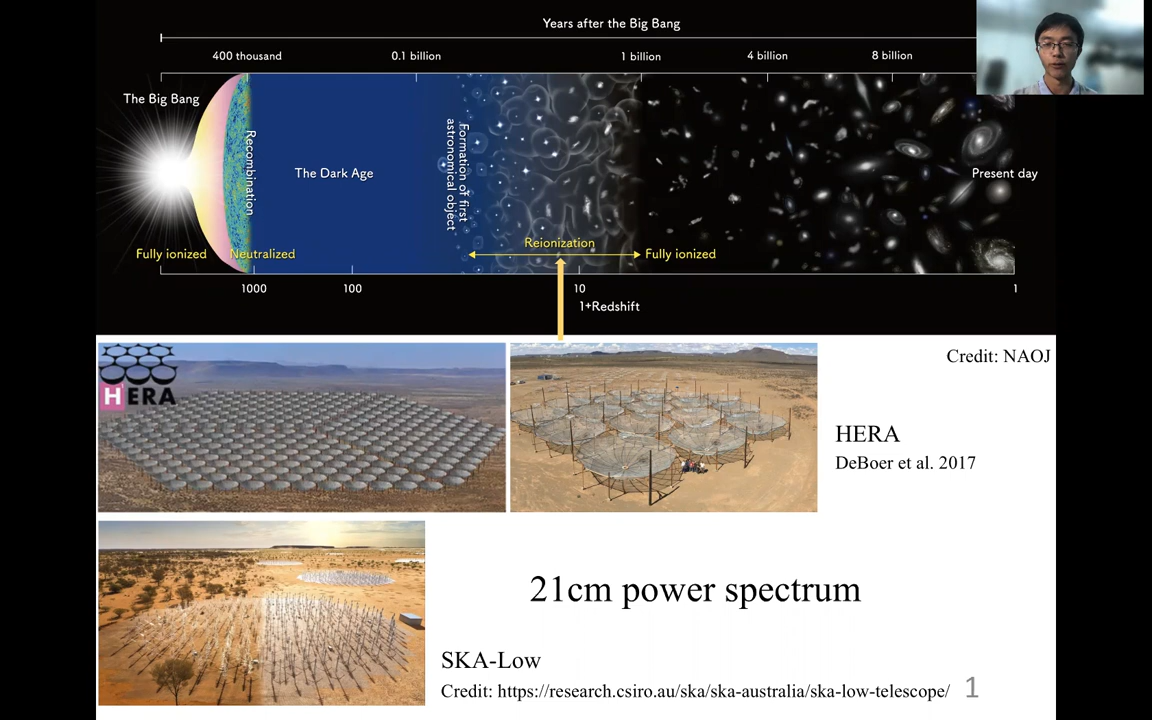 Years after the Big Bang
400 thousand 0.1 billion 1 billion 4 billion 8 billion
The Big Bang
Recombination
The Dark Age
Formation of first
astronomical object
Present day
Reionization
Fully ionized Neutralized Fully ionized
1000 100 10 1
1+Redshift
Credit: NAOJ
HERA
HERA
DeBoer et al. 2017
21cm power spectrum
SKA-Low
Credit: https://research.csiro.au/ska/ska-australia/ska-low-telescope/
1